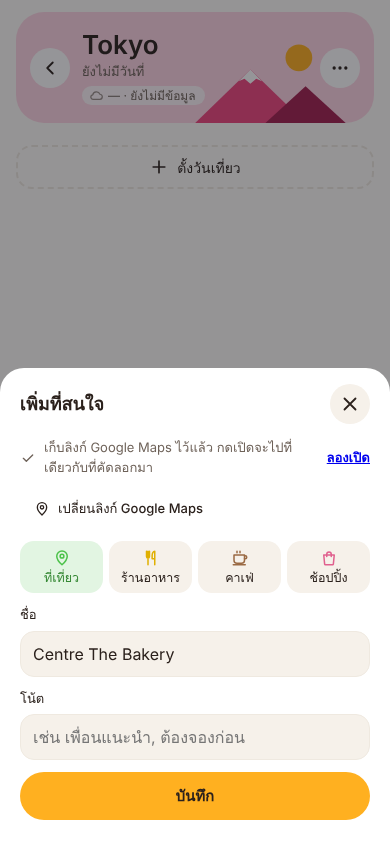 Tokyo
ยังไม่มีวันที่
— · ยังไม่มีข้อมูล
ตั้งวันเที่ยว
เพิ่มที่สนใจ
เก็บลิงก์ Google Maps ไว้แล้ว กดเปิดจะไปที่
เดียวกับที่คัดลอกมา
ลองเปิด
เปลี่ยนลิงก์ Google Maps
ที่เที่ยว
ร้านอาหาร
คาเฟ่
ช้อปปิ้ง
ชื่อ
Centre The Bakery
โน้ต
เช่น เพื่อนแนะนำ, ต้องจองก่อน
บันทึก